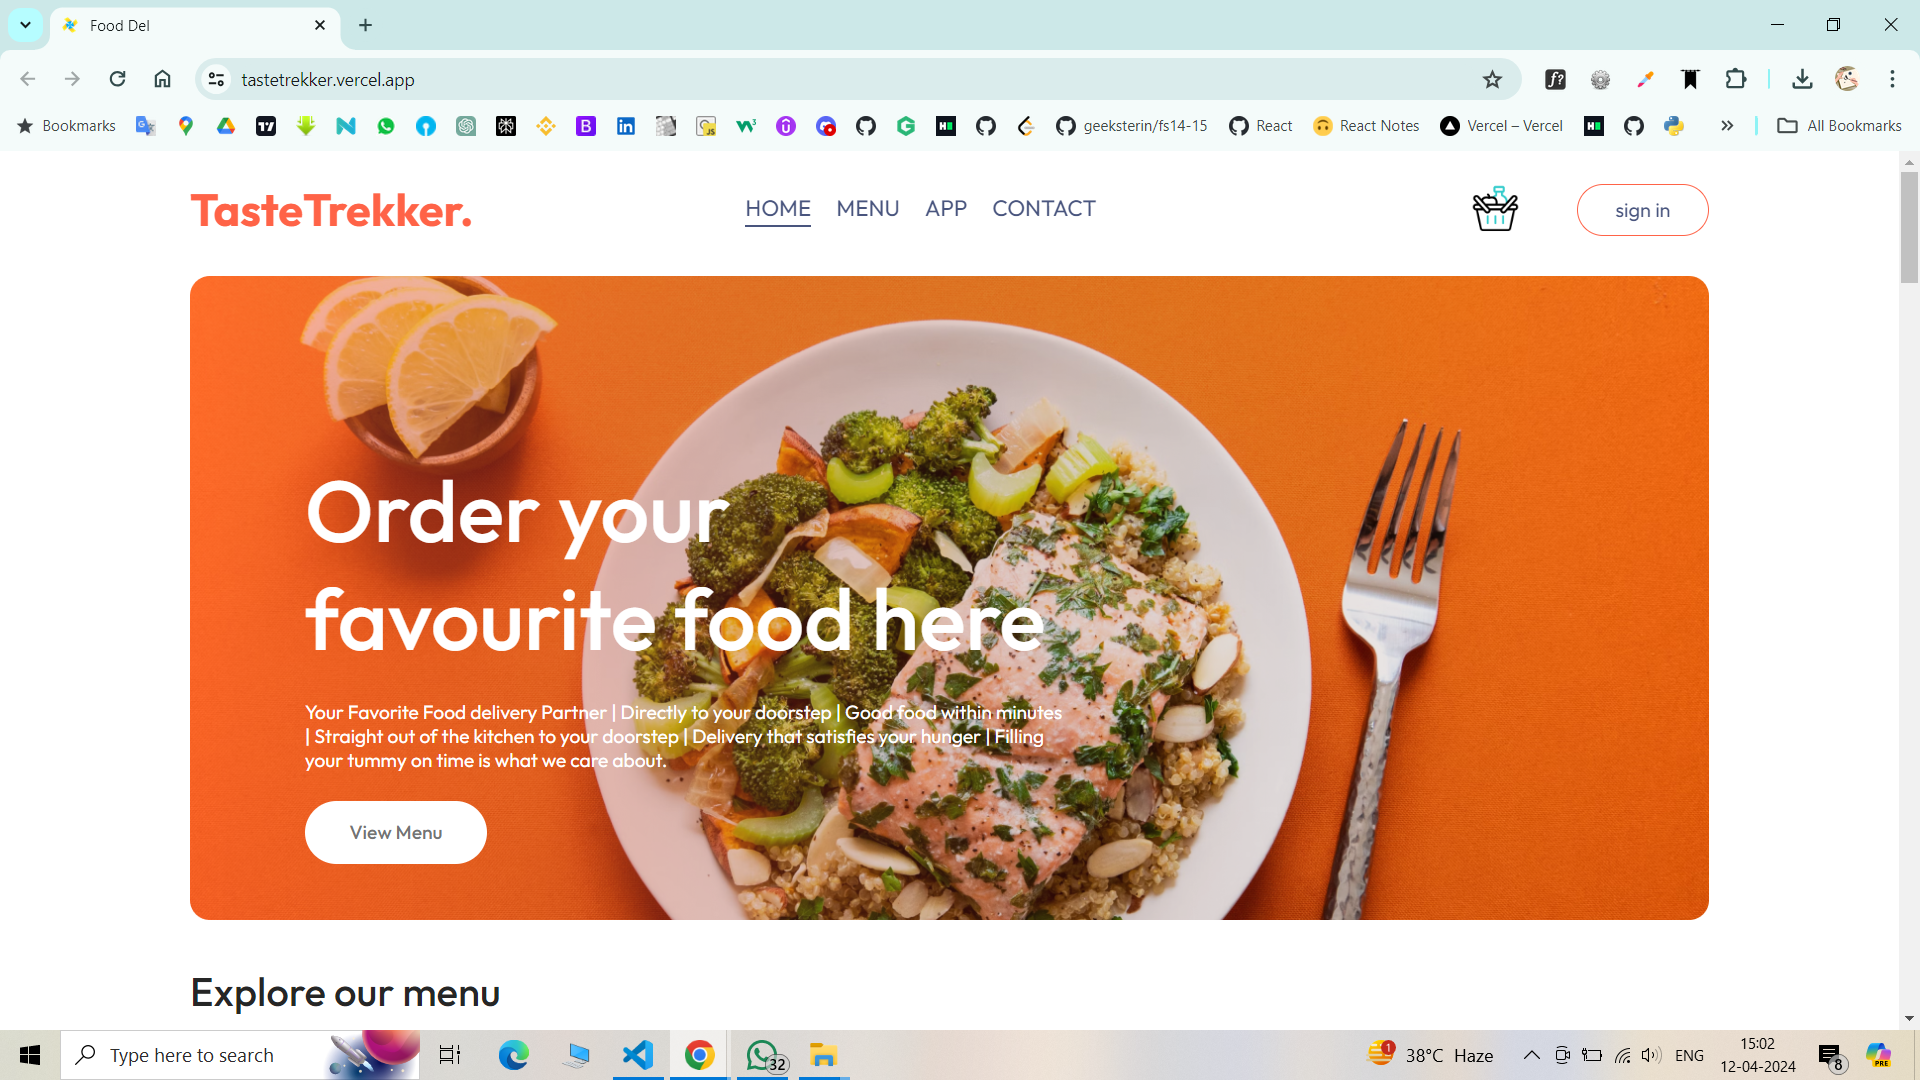 Food Del
tastetrekker.vercel.app
Bookmarks
geeksterin/fs14-15
React
React Notes
Vercel – Vercel
All Bookmarks
TasteTrekker.
HOME MENU APP CONTACT
sign in
Order your
favourite food here
Your Favorite Food delivery Partner | Directly to your doorstep | Good food within minutes
| Straight out of the kitchen to your doorstep | Delivery that satisfies your hunger | Filling
your tummy on time is what we care about.
View Menu
Explore our menu
Type here to search
32
1
38°C Haze
ENG
15:02
12-04-2024
8
PRE